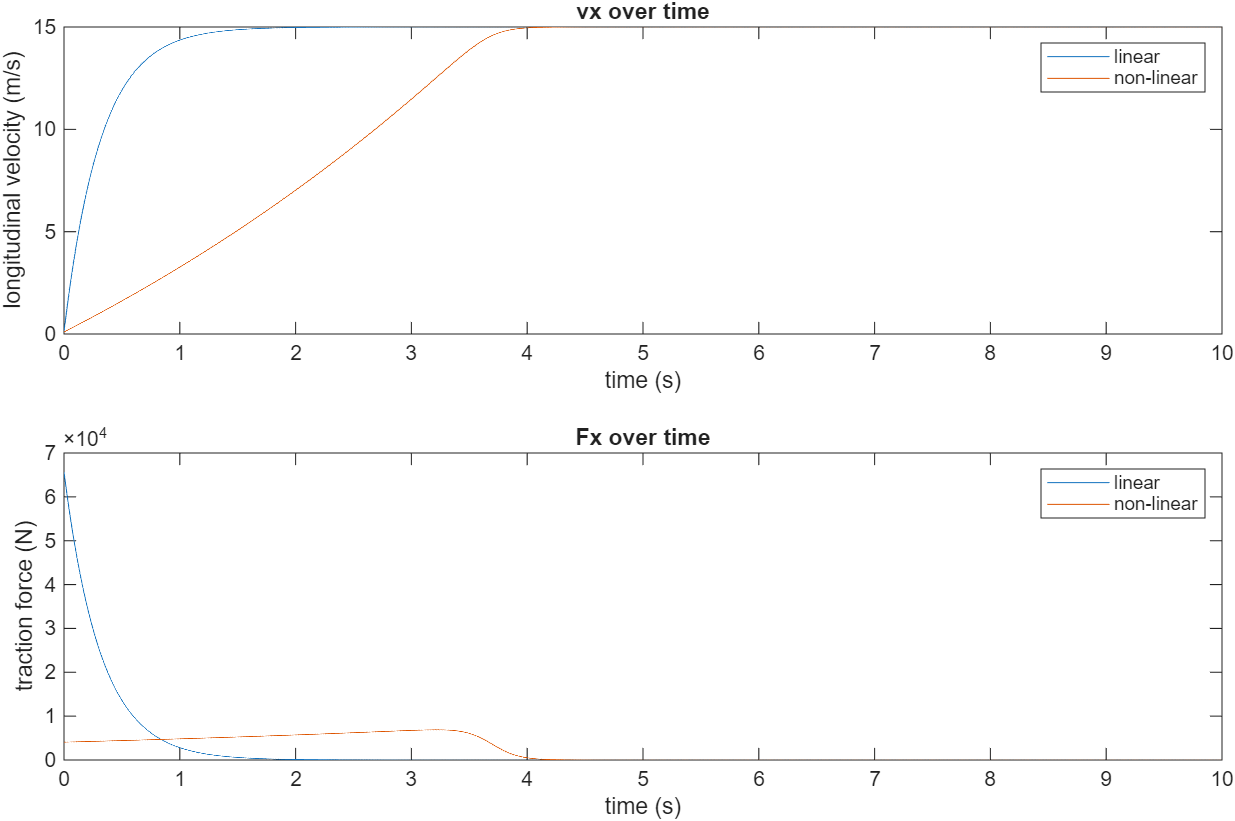 vx over time
longitudinal velocity (m/s)
15
10
5
0
linear
non-linear
0 1 2 3 4 5 6 7 8 9 10
time (s)
Fx over time
×10⁴
traction force (N)
7
6
5
4
3
2
1
0
linear
non-linear
0 1 2 3 4 5 6 7 8 9 10
time (s)